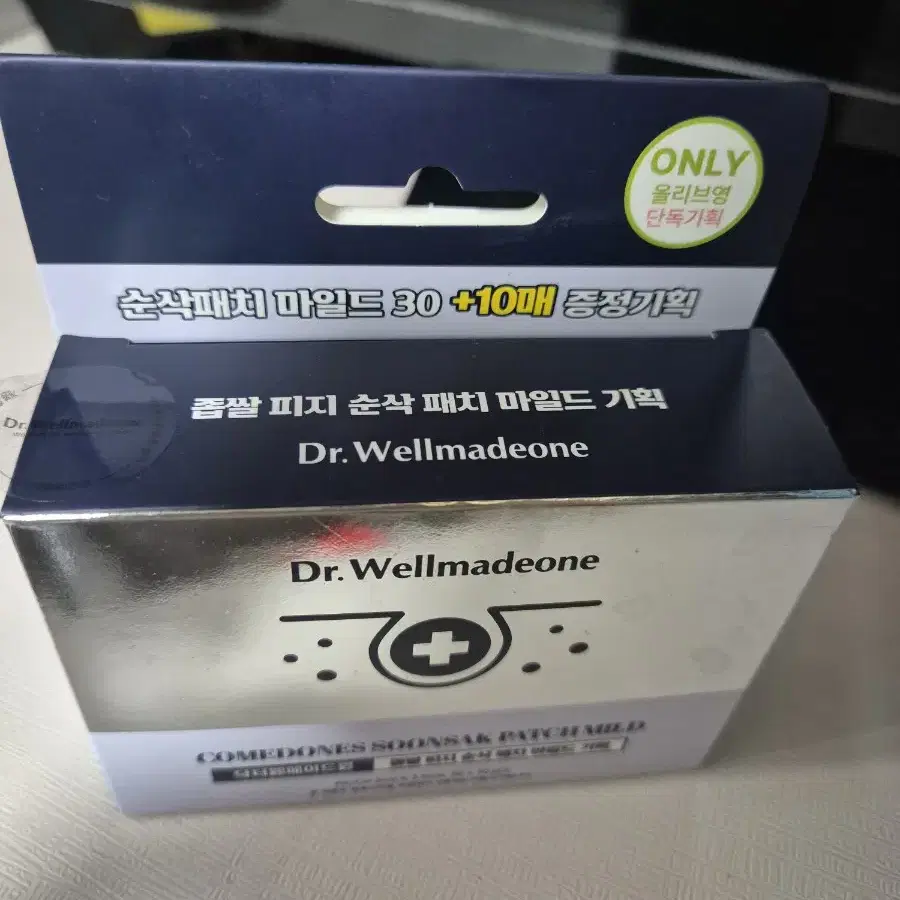 ONLY
올리브영
단독기획
순삭패치 마일드 30 +10매 증정기획
좁쌀 피지 순삭 패치 마일드 기획
Dr.Wellmadeone
Dr.Wellmadeone
Dr.Wellmadeone
COMEDONES SOONSAK PATCH MILD